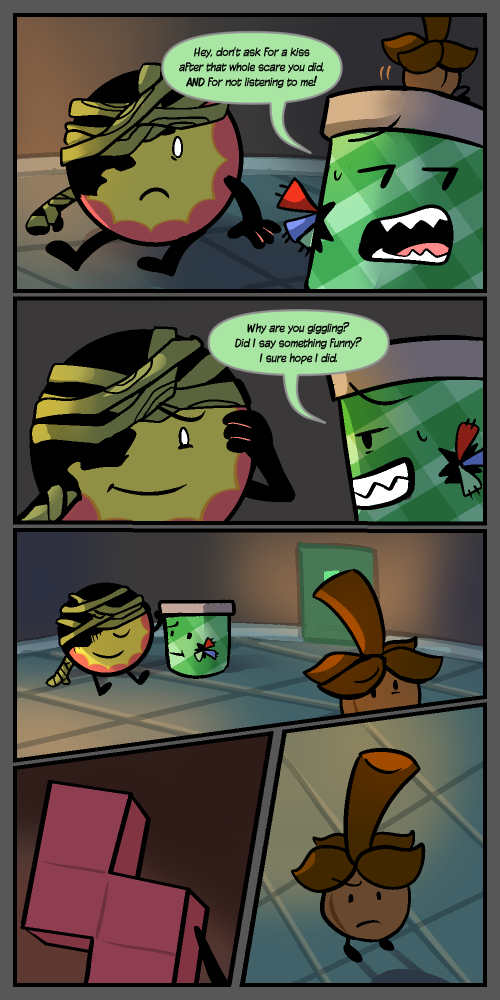 Hey, don't ask for a kiss
after that whole scare you did,
AND for not listening to me!
Why are you giggling?
Did I say something funny?
I sure hope I did.